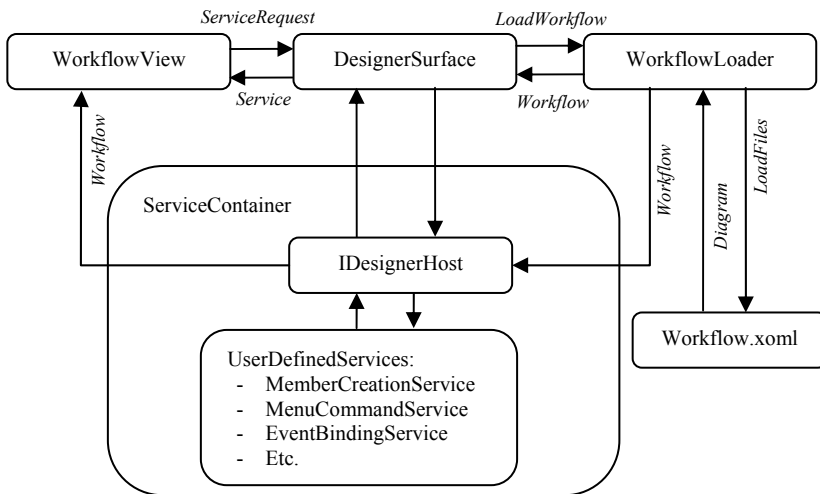 ServiceRequest
LoadWorkflow
WorkflowView
DesignerSurface
WorkflowLoader
Service
Workflow
Workflow
Workflow
Diagram
LoadFiles
ServiceContainer
IDesignerHost
Workflow.xoml
UserDefinedServices:
- MemberCreationService
- MenuCommandService
- EventBindingService
- Etc.